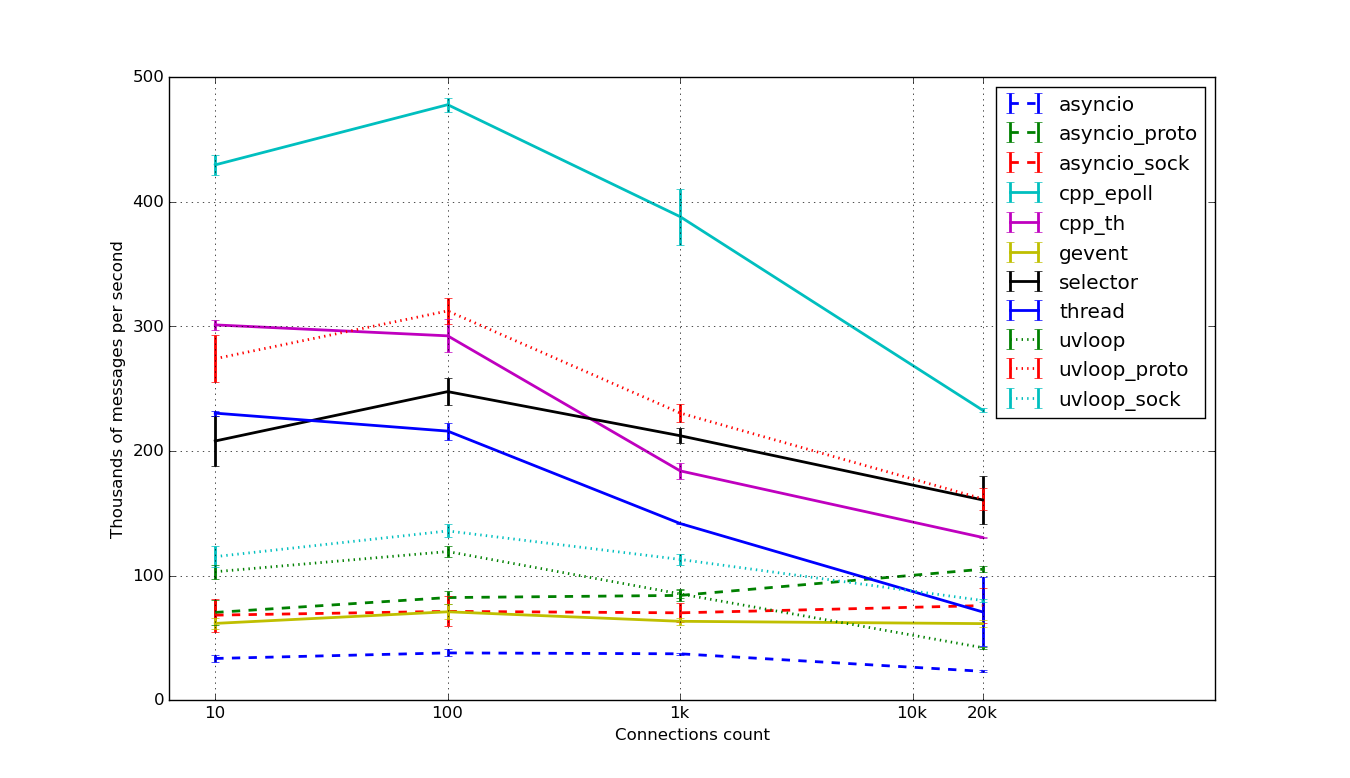 500
400
300
200
100
0
Thousands of messages per second
10
100
1k
10k
20k
Connections count
asyncio
asyncio_proto
asyncio_sock
cpp_epoll
cpp_th
gevent
selector
thread
uvloop
uvloop_proto
uvloop_sock